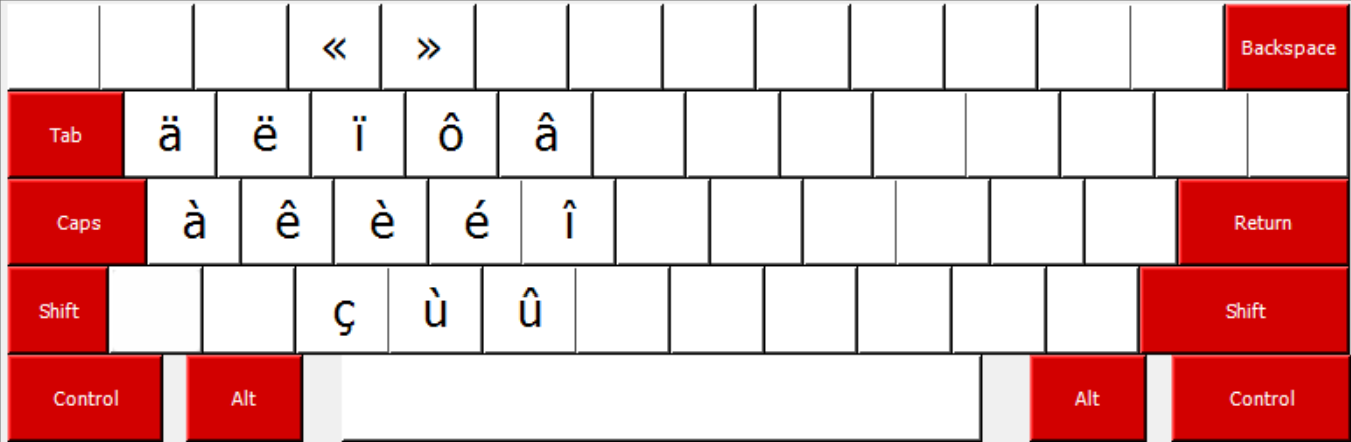 « » Backspace
Tab ä ë ï ô â
Caps à ê è é î Return
Shift ç ù û Shift
Control Alt Alt Control